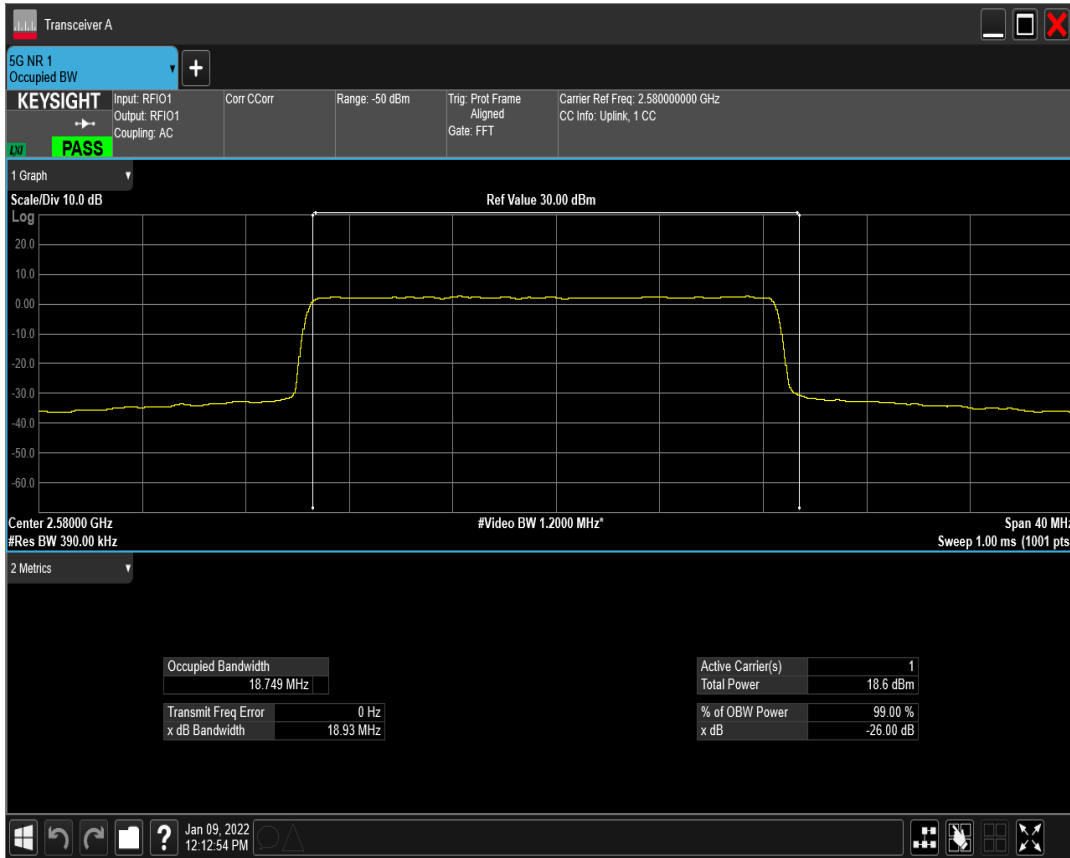 Transceiver A
5G NR 1
Occupied BW
KEYSIGHT
LXI
PASS
Input: RFIO1
Output: RFIO1
Coupling: AC
Corr CCorr
Range: -50 dBm
Trig: Prot Frame
Aligned
Gate: FFT
Carrier Ref Freq: 2.580000000 GHz
CC Info: Uplink, 1 CC
1 Graph
Scale/Div 10.0 dB
Ref Value 30.00 dBm
Log
20.0
10.0
0.00
-10.0
-20.0
-30.0
-40.0
-50.0
-60.0
Center 2.58000 GHz
#Video BW 1.2000 MHz*
Span 40 MHz
#Res BW 390.00 kHz
Sweep 1.00 ms (1001 pts
2 Metrics
Occupied Bandwidth
18.749 MHz
Transmit Freq Error 0 Hz
x dB Bandwidth 18.93 MHz
Active Carrier(s) 1
Total Power 18.6 dBm
% of OBW Power 99.00 %
x dB -26.00 dB
?
Jan 09, 2022
12:12:54 PM